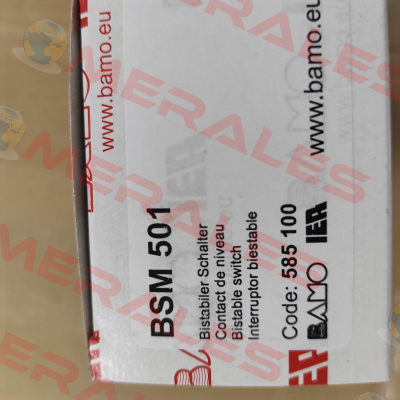 www.bamo.eu
BSM 501
Bistabiler Schalter
Contact de niveau
Bistable switch
Interruptor biestable
Code: 585 100
BAMO IER www.bamo.eu
MERALES
MERALES
MERALES